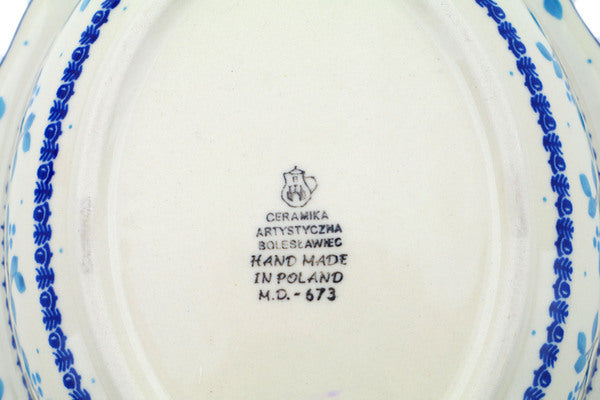 CERAMIKA
ARTYSTYCZNA
BOLESŁAWIEC
HAND MADE
IN POLAND
M.D. - 673